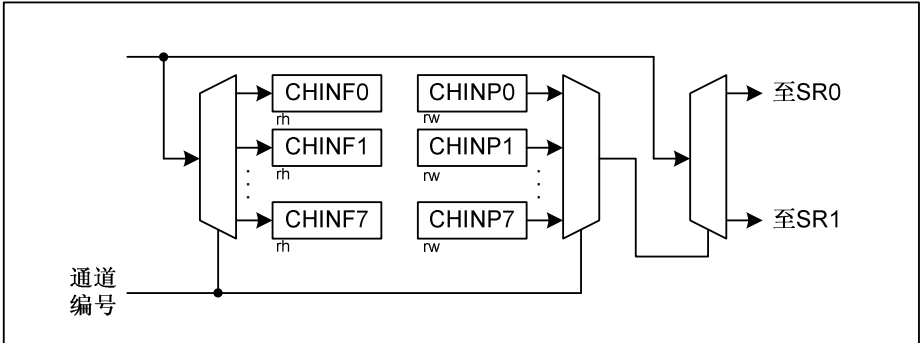 CHINF0
rh
CHINP0
rw
至SR0
CHINF1
rh
CHINP1
rw
CHINF7
rh
CHINP7
rw
至SR1
通道
编号